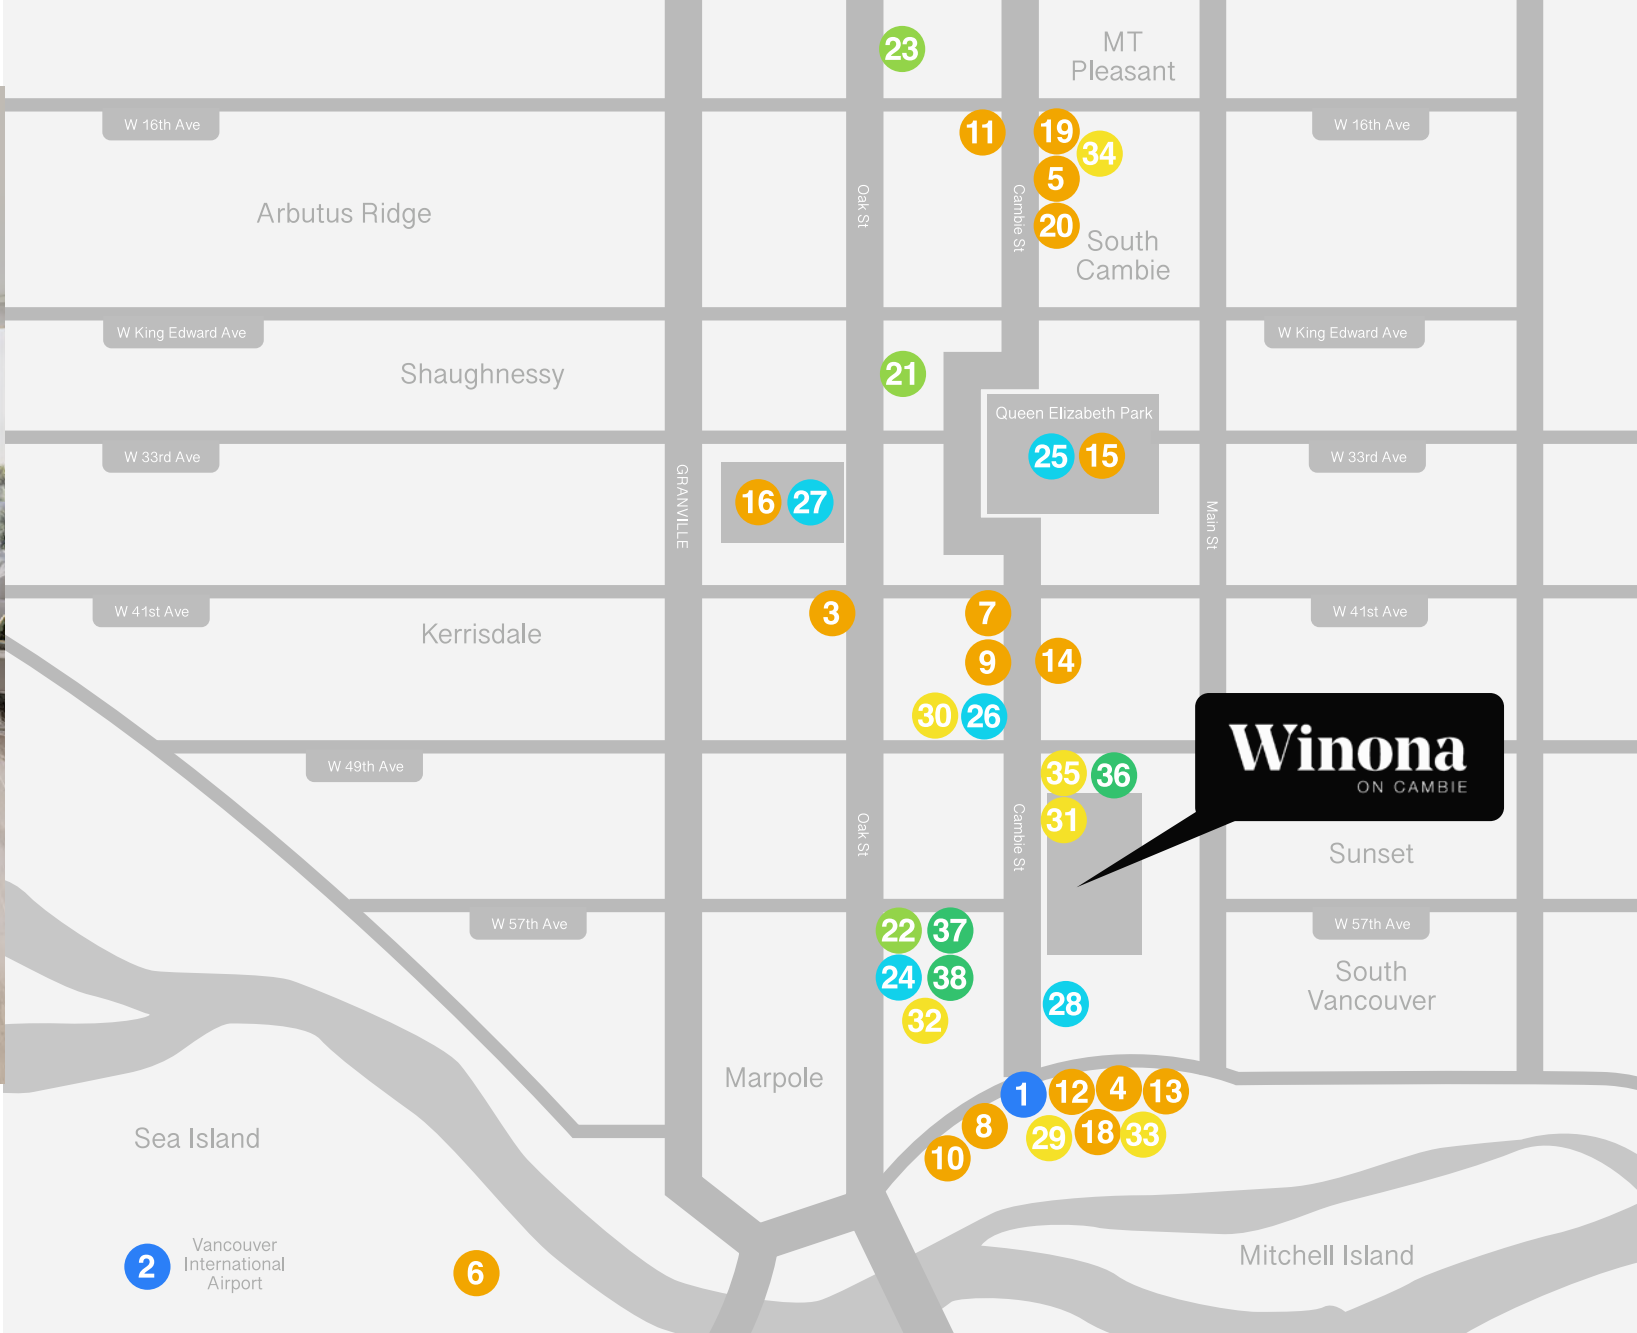 23
MT
Pleasant
W 16th Ave
11
19
W 16th Ave
34
5
Oak St
Cambie St
Arbutus Ridge
20
South
Cambie
W King Edward Ave
W King Edward Ave
Shaughnessy
21
Queen Elizabeth Park
W 33rd Ave
25
15
W 33rd Ave
GRANVILLE
16
27
Main St
W 41st Ave
3
7
W 41st Ave
Kerrisdale
9
14
30
26
Winona
ON CAMBIE
W 49th Ave
35
36
31
Oak St
Cambie St
Sunset
W 57th Ave
22
37
W 57th Ave
24
38
South
Vancouver
32
28
Marpole
1
12
4
13
Sea Island
8
29
18
33
10
2
Vancouver
International
Airport
6
Mitchell Island